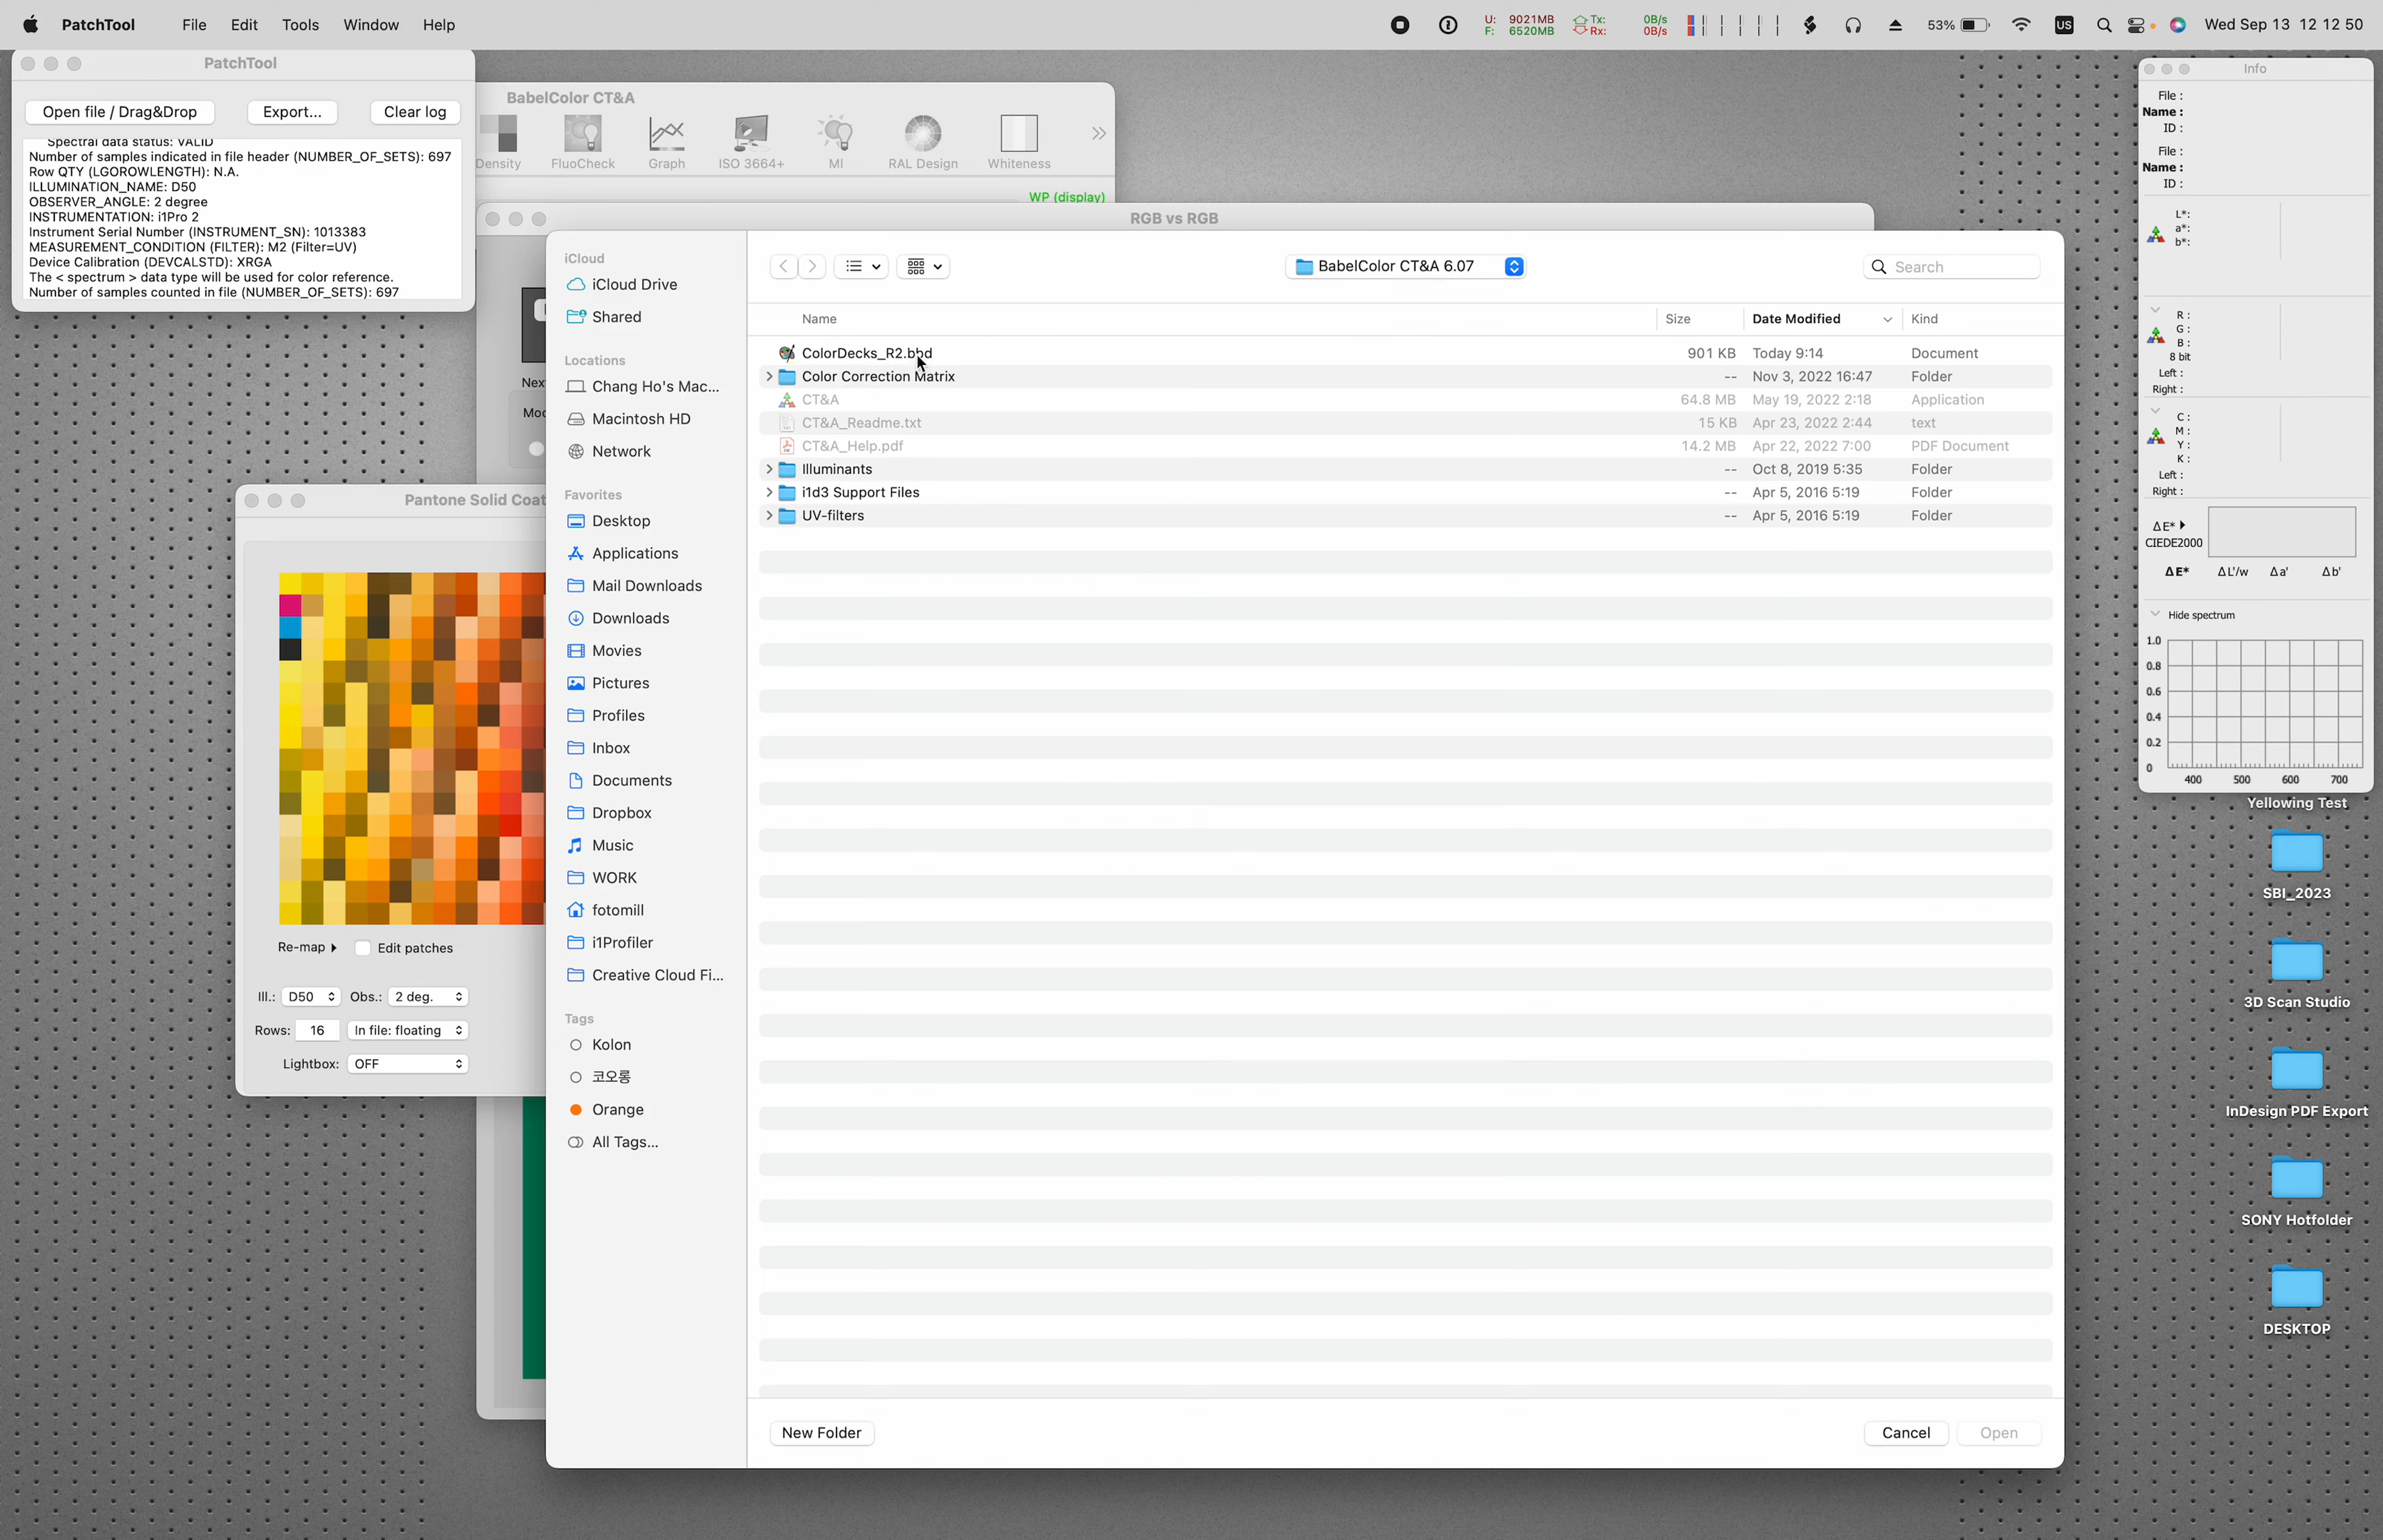 PatchTool File Edit Tools Window Help
U: 9021MB Tx: 0B/s
F: 6520MB Rx: 0B/s
53% US Wed Sep 13 12 12 50
PatchTool
Open file / Drag&Drop Export... Clear log
Spectral data status: VALID
Number of samples indicated in file header (NUMBER_OF_SETS): 697
Row QTY (LGOROWLENGTH): N.A.
ILLUMINATION_NAME: D50
OBSERVER_ANGLE: 2 degree
INSTRUMENTATION: i1Pro 2
Instrument Serial Number (INSTRUMENT_SN): 1013383
MEASUREMENT_CONDITION (FILTER): M2 (Filter=UV)
Device Calibration (DEVCALSTD): XRGA
The < spectrum > data type will be used for color reference.
Number of samples counted in file (NUMBER_OF_SETS): 697
BabelColor CT&A
Density FluoCheck Graph ISO 3664+ MI RAL Design Whiteness
WP (display)
RGB vs RGB
Nex
Moc
Pantone Solid Coat
Re-map Edit patches
Ill.: D50 Obs.: 2 deg.
Rows: 16 In file: floating
Lightbox: OFF
iCloud
iCloud Drive
Shared
Locations
Chang Ho's Mac...
Macintosh HD
Network
Favorites
Desktop
Applications
Mail Downloads
Downloads
Movies
Pictures
Profiles
Inbox
Documents
Dropbox
Music
WORK
fotomill
i1Profiler
Creative Cloud Fi...
Tags
Kolon
코오롱
Orange
All Tags...
BabelColor CT&A 6.07
Search
Name Size Date Modified Kind
ColorDecks_R2.bbd 901 KB Today 9:14 Document
Color Correction Matrix -- Nov 3, 2022 16:47 Folder
CT&A 64.8 MB May 19, 2022 2:18 Application
CT&A_Readme.txt 15 KB Apr 23, 2022 2:44 text
CT&A_Help.pdf 14.2 MB Apr 22, 2022 7:00 PDF Document
Illuminants -- Oct 8, 2019 5:35 Folder
i1d3 Support Files -- Apr 5, 2016 5:19 Folder
UV-filters -- Apr 5, 2016 5:19 Folder
New Folder Cancel Open
Info
File :
Name :
ID :
File :
Name :
ID :
L*:
a*:
b*:
R :
G :
B :
8 bit
Left :
Right :
C :
M :
Y :
K :
Left :
Right :
ΔE*
CIEDE2000
ΔE* ΔL'/w Δa' Δb'
Hide spectrum
1.0
0.8
0.6
0.4
0.2
0
400 500 600 700
Yellowing Test
SBI_2023
3D Scan Studio
InDesign PDF Export
SONY Hotfolder
DESKTOP